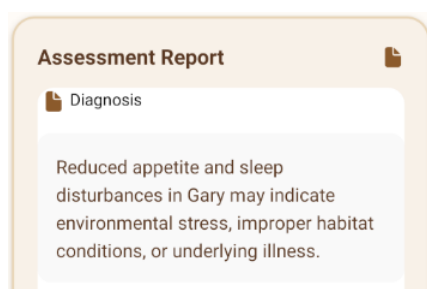 Assessment Report
Diagnosis
Reduced appetite and sleep
disturbances in Gary may indicate
environmental stress, improper habitat
conditions, or underlying illness.